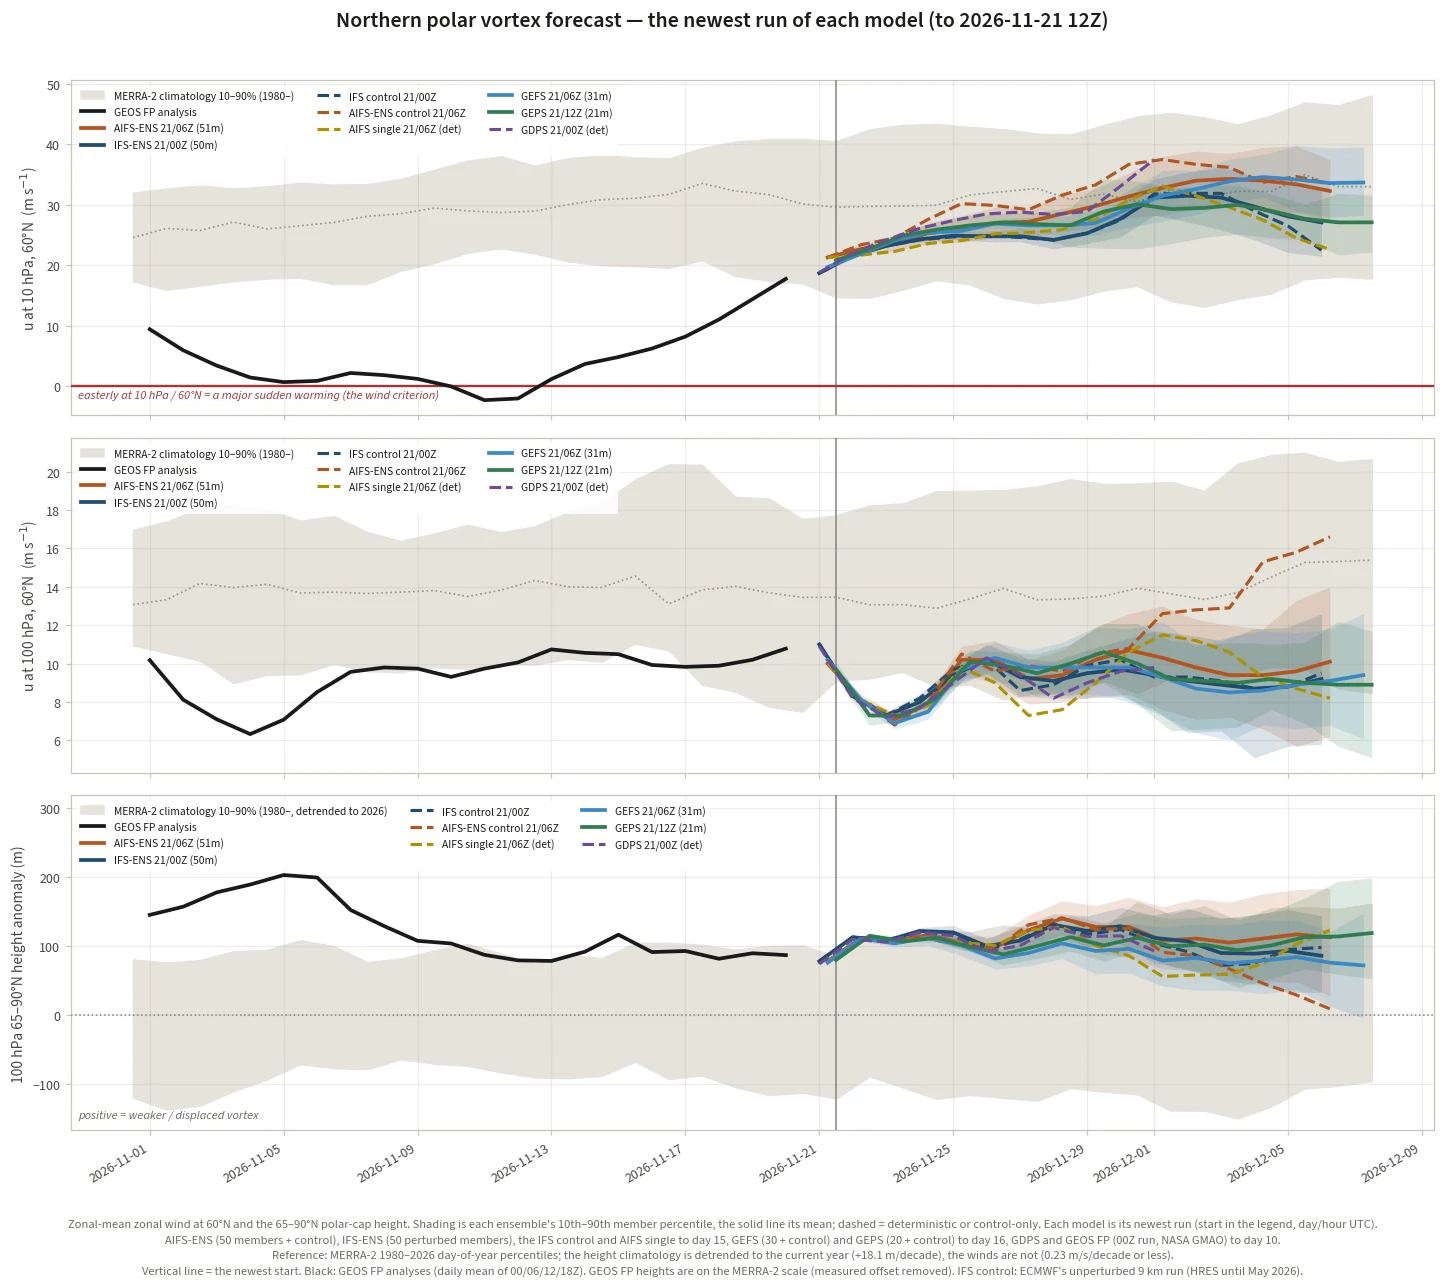 Northern polar vortex forecast — the newest run of each model (to 2026-11-21 12Z)
MERRA-2 climatology 10–90% (1980–)
GEOS FP analysis
AIFS-ENS 21/06Z (51m)
IFS-ENS 21/00Z (50m)
IFS control 21/00Z
AIFS-ENS control 21/06Z
AIFS single 21/06Z (det)
GEFS 21/06Z (31m)
GEPS 21/12Z (21m)
GDPS 21/00Z (det)
50
40
30
20
10
0
u at 10 hPa, 60°N (m s⁻¹)
easterly at 10 hPa / 60°N = a major sudden warming (the wind criterion)
MERRA-2 climatology 10–90% (1980–)
GEOS FP analysis
AIFS-ENS 21/06Z (51m)
IFS-ENS 21/00Z (50m)
IFS control 21/00Z
AIFS-ENS control 21/06Z
AIFS single 21/06Z (det)
GEFS 21/06Z (31m)
GEPS 21/12Z (21m)
GDPS 21/00Z (det)
20
18
16
14
12
10
8
6
u at 100 hPa, 60°N (m s⁻¹)
MERRA-2 climatology 10–90% (1980–, detrended to 2026)
GEOS FP analysis
AIFS-ENS 21/06Z (51m)
IFS-ENS 21/00Z (50m)
IFS control 21/00Z
AIFS-ENS control 21/06Z
AIFS single 21/06Z (det)
GEFS 21/06Z (31m)
GEPS 21/12Z (21m)
GDPS 21/00Z (det)
300
200
100
0
−100
100 hPa 65–90°N height anomaly (m)
positive = weaker / displaced vortex
2026-11-01
2026-11-05
2026-11-09
2026-11-13
2026-11-17
2026-11-21
2026-11-25
2026-11-29
2026-12-01
2026-12-05
2026-12-09
Zonal-mean zonal wind at 60°N and the 65–90°N polar-cap height. Shading is each ensemble's 10th–90th member percentile, the solid line its mean; dashed = deterministic or control-only. Each model is its newest run (start in the legend, day/hour UTC).
AIFS-ENS (50 members + control), IFS-ENS (50 perturbed members), the IFS control and AIFS single to day 15, GEFS (30 + control) and GEPS (20 + control) to day 16, GDPS and GEOS FP (00Z run, NASA GMAO) to day 10.
Reference: MERRA-2 1980–2026 day-of-year percentiles; the height climatology is detrended to the current year (+18.1 m/decade), the winds are not (0.23 m/s/decade or less).
Vertical line = the newest start. Black: GEOS FP analyses (daily mean of 00/06/12/18Z). GEOS FP heights are on the MERRA-2 scale (measured offset removed). IFS control: ECMWF's unperturbed 9 km run (HRES until May 2026).